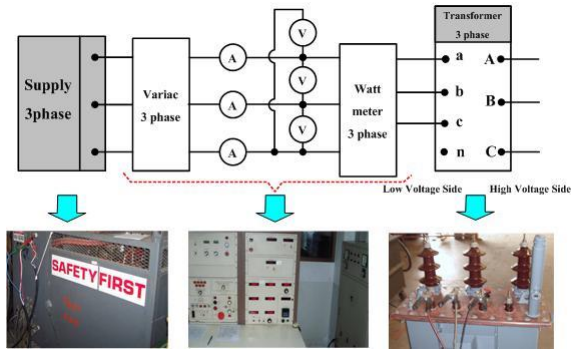 Supply
3phase
Variac
3 phase
A
A
A
V
V
V
Watt
meter
3 phase
Transformer
3 phase
a
b
c
n
A
B
C
Low Voltage Side
High Voltage Side
SAFETY FIRST